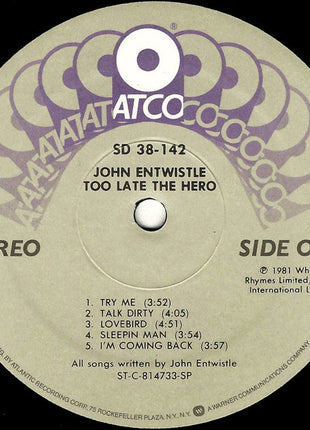 ATCO
SD 38-142
JOHN ENTWISTLE
TOO LATE THE HERO
REO
SIDE O
℗ 1981 Wh
Rhymes Limited,
International L
1. TRY ME (3:52)
2. TALK DIRTY (4:05)
3. LOVEBIRD (4:51)
4. SLEEPIN MAN (3:54)
5. I'M COMING BACK (3:57)
All songs written by John Entwistle
ST-C-814733-SP
BY ATLANTIC RECORDING CORP. 75 ROCKEFELLER PLAZA, N.Y., N.Y. A WARNER COMMUNICATIONS COMPANY